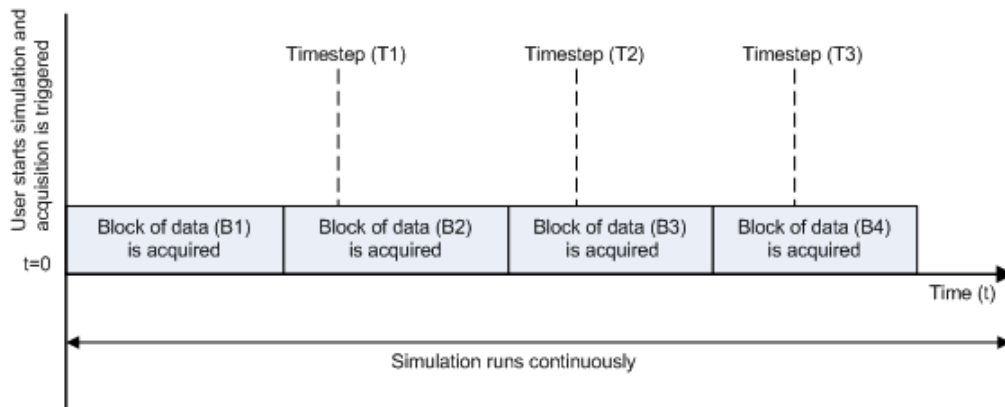 User starts simulation and
acquisition is triggered
Timestep (T1)
Timestep (T2)
Timestep (T3)
Block of data (B1)
is acquired
Block of data (B2)
is acquired
Block of data (B3)
is acquired
Block of data (B4)
is acquired
t=0
Time (t)
Simulation runs continuously